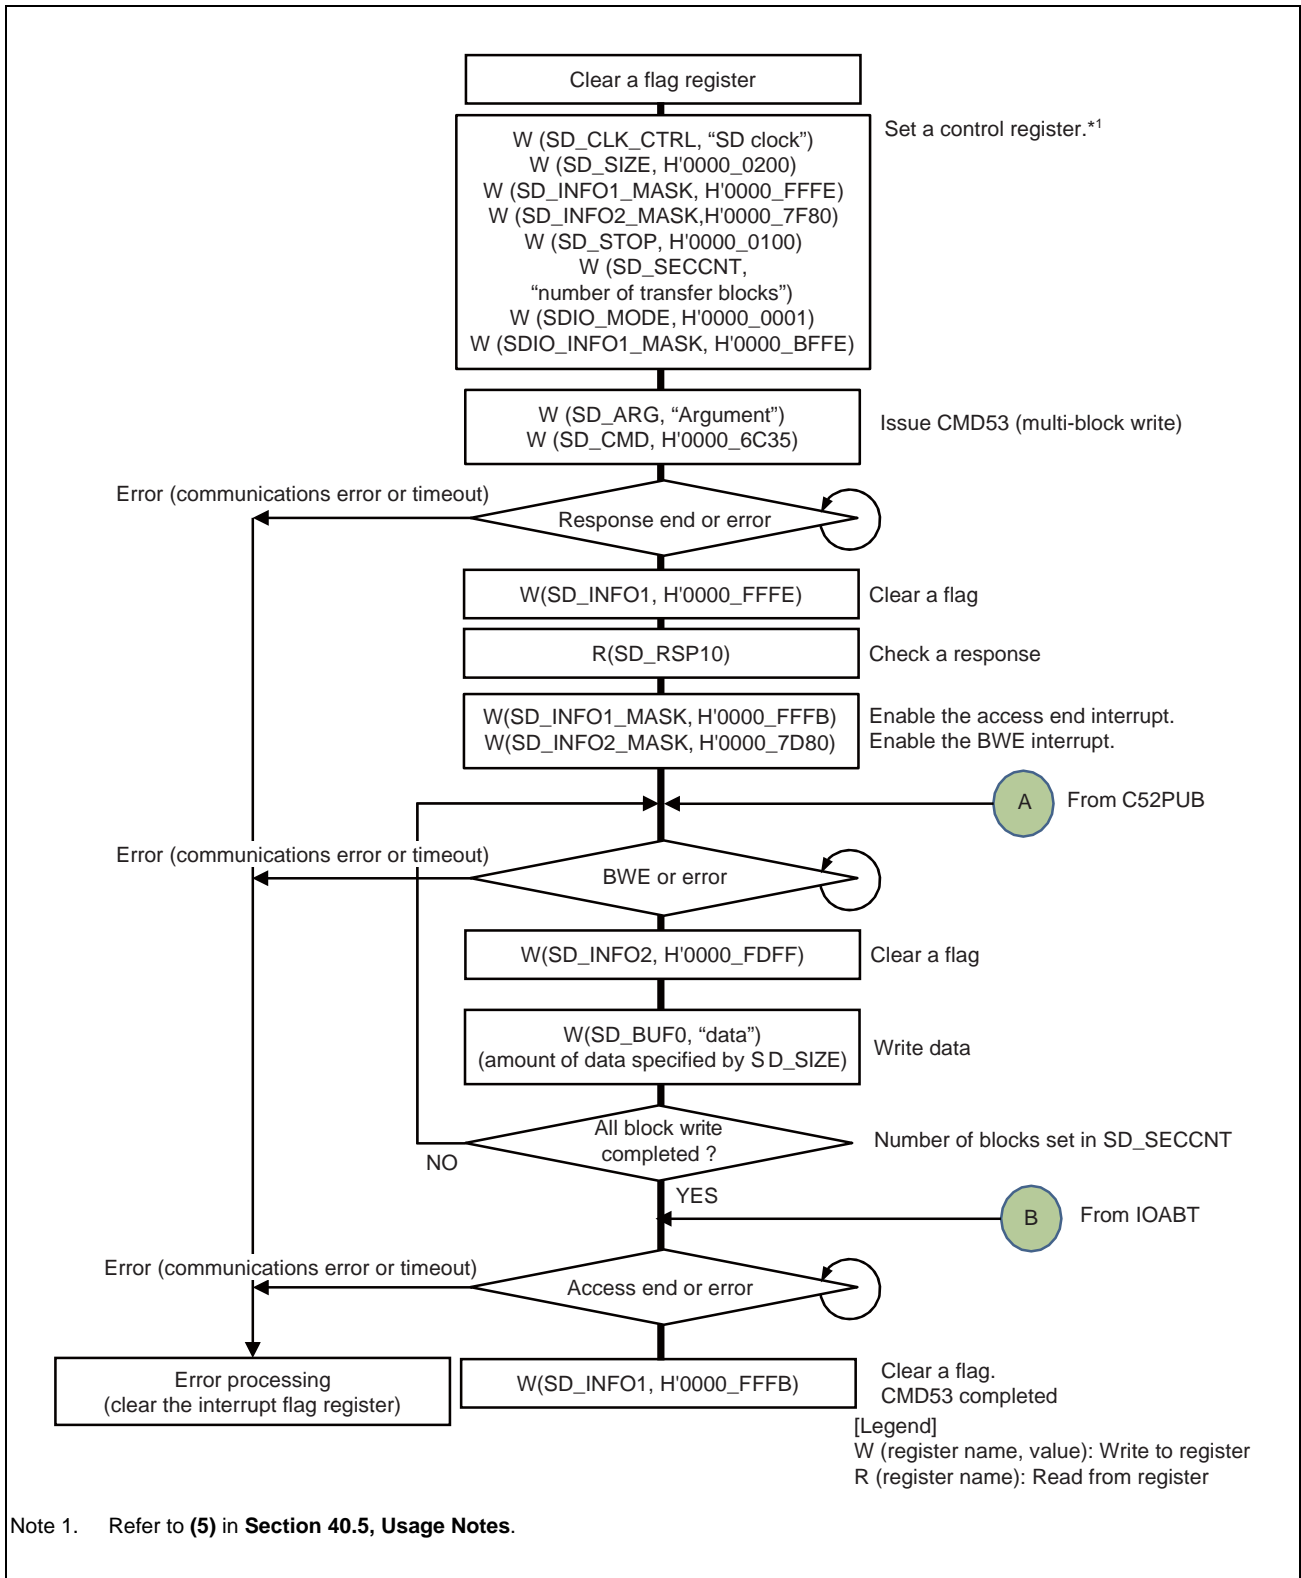 Clear a flag register
W (SD_CLK_CTRL, “SD clock”)
W (SD_SIZE, H'0000_0200)
W (SD_INFO1_MASK, H'0000_FFFE)
W (SD_INFO2_MASK,H'0000_7F80)
W (SD_STOP, H'0000_0100)
W (SD_SECCNT,
“number of transfer blocks”)
W (SDIO_MODE, H'0000_0001)
W (SDIO_INFO1_MASK, H'0000_BFFE)
Set a control register.*1
W (SD_ARG, “Argument”)
W (SD_CMD, H'0000_6C35)
Issue CMD53 (multi-block write)
Error (communications error or timeout)
Response end or error
W(SD_INFO1, H'0000_FFFE)
Clear a flag
R(SD_RSP10)
Check a response
W(SD_INFO1_MASK, H'0000_FFFB)
W(SD_INFO2_MASK, H'0000_7D80)
Enable the access end interrupt.
Enable the BWE interrupt.
A
From C52PUB
Error (communications error or timeout)
BWE or error
W(SD_INFO2, H'0000_FDFF)
Clear a flag
W(SD_BUF0, “data”)
(amount of data specified by SD_SIZE)
Write data
All block write
completed ?
Number of blocks set in SD_SECCNT
NO
YES
B
From IOABT
Error (communications error or timeout)
Access end or error
Error processing
(clear the interrupt flag register)
W(SD_INFO1, H'0000_FFFB)
Clear a flag.
CMD53 completed
[Legend]
W (register name, value): Write to register
R (register name): Read from register
Note 1. Refer to (5) in Section 40.5, Usage Notes.